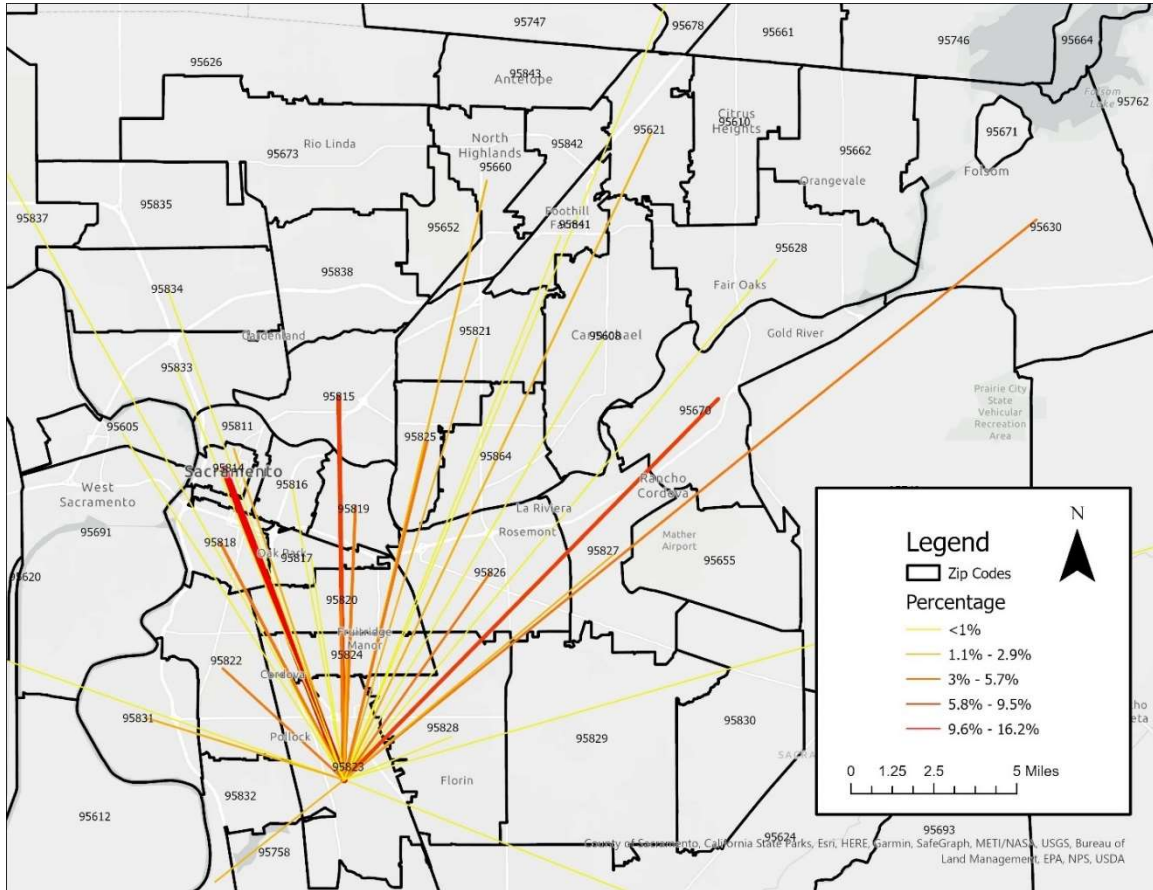 95747
95678
95661
95746
95664
95626
95843
Antelope
Folsom
Lake
95762
95621
Citrus
95610
Heights
95671
North
Highlands
95842
Rio Linda
95673
95660
95662
Folsom
Orangevale
95835
95837
95652
Foothill
95841
95630
95628
95838
Fair Oaks
95834
95821
Gold River
95608
95833
Prairie City
State
Vehicular
Recreation
Area
95815
95605
95811
95670
95825
95864
95814
Sacramento
West
Sacramento
95816
Rancho
Cordova
La Riviera
95819
Rosemont
95691
Mather
Airport
95818
Oak Park
95817
95827
95655
95620
95826
95820
Fruitridge
Manor
95824
95822
95831
95828
95830
Pollock
95829
95823
Florin
95832
95612
95758
95624
95693
N
Legend
Zip Codes
Percentage
<1%
1.1% - 2.9%
3% - 5.7%
5.8% - 9.5%
9.6% - 16.2%
0 1.25 2.5 5 Miles
County of Sacramento, California State Parks, Esri, HERE, Garmin, SafeGraph, METI/NASA, USGS, Bureau of
Land Management, EPA, NPS, USDA